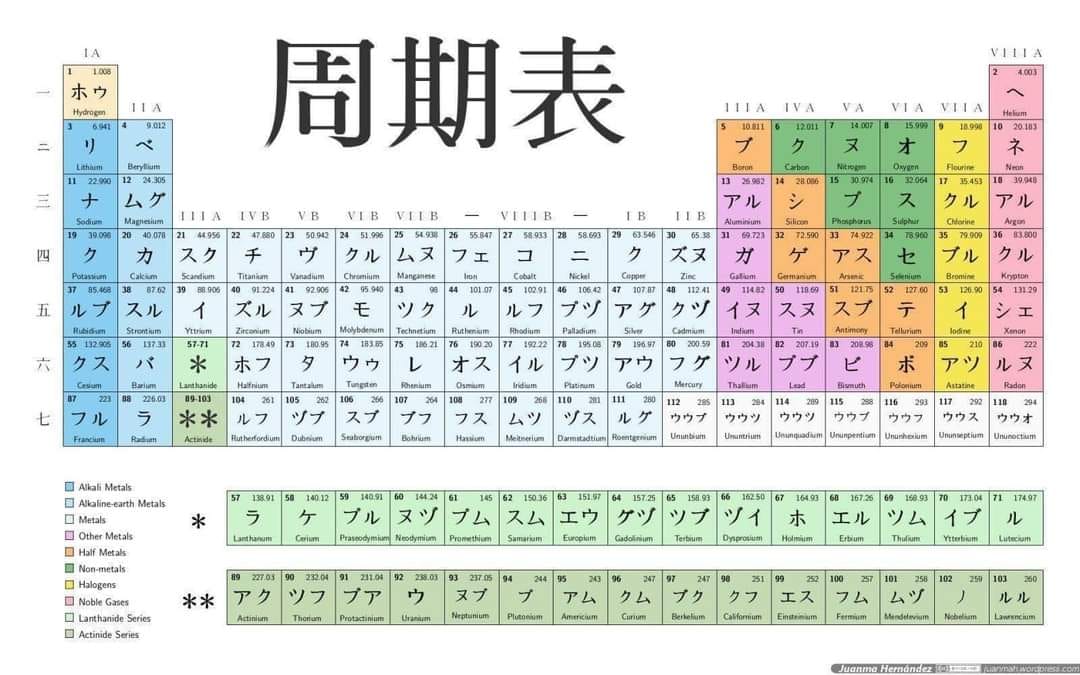 周期表
I A
V I I I A
一
1 1.008
ホゥ
Hydrogen
2 4.003
ヘ
Helium
I I A
I I I A I V A V A V I A V I I A
二
3 6.941 4 9.012 5 10.811 6 12.011 7 14.007 8 15.999 9 18.998 10 20.183
リ ベ ブ ク ヌ オ フ ネ
Lithium Beryllium Boron Carbon Nitrogen Oxygen Flourine Neon
三
11 22.990 12 24.305 13 26.982 14 28.086 15 30.974 16 32.064 17 35.453 18 39.948
ナ ムグ アル シ プ ス クル アル
Sodium Magnesium Aluminium Silicon Phosphorus Sulphur Chlorine Argon
I I I A I V B V B V I B V I I B — V I I I B — I B I I B
四
19 39.098 20 40.078 21 44.956 22 47.880 23 50.942 24 51.996 25 54.938 26 55.847 27 58.933 28 58.693 29 63.546 30 65.38 31 69.723 32 72.590 33 74.922 34 78.960 35 79.909 36 83.800
ク カ スク チ ヴ クル ムヌ フェ コ ニ ク ズヌ ガ ゲ アス セ ブル クル
Potassium Calcium Scandium Titanium Vanadium Chromium Manganese Iron Cobalt Nickel Copper Zinc Gallium Germanium Arsenic Selenium Bromine Krypton
五
37 85.468 38 87.62 39 88.906 40 91.224 41 92.906 42 95.940 43 98 44 101.07 45 102.91 46 106.42 47 107.87 48 112.41 49 114.82 50 118.69 51 121.75 52 127.60 53 126.90 54 131.29
ルブ スル イ ズル ヌブ モ ツク ル ルフ プヅ アグ クヅ イヌ スヌ スブ テ イ シェ
Rubidium Strontium Yttrium Zirconium Niobium Molybdenum Technetium Ruthenium Rhodium Palladium Silver Cadmium Indium Tin Antimony Tellurium Iodine Xenon
六
55 132.905 56 137.33 57-71 72 178.49 73 180.95 74 183.85 75 186.21 76 190.20 77 192.22 78 195.08 79 196.97 80 200.59 81 204.38 82 207.19 83 208.98 84 209 85 210 86 222
クス バ * ホフ タ ウゥ レ オス イル プツ アウ フグ ツル プブ ビ ポ アツ ルヌ
Cesium Barium Lanthanide Halfnium Tantalum Tungsten Rhenium Osmium Iridium Platinum Gold Mercury Thallium Lead Bismuth Polonium Astatine Radon
七
87 223 88 226.03 89-103 104 261 105 262 106 266 107 264 108 277 109 268 110 281 111 280 112 285 113 284 114 289 115 288 116 293 117 292 118 294
フル ラ ** ルフ ヅブ スブ ブフ フス ムツ ヅス ルグ ウウブ ウウツ ウウツ ウウプ ウウフ ウウス ウウオ
Francium Radium Actinide Rutherfordium Dubnium Seaborgium Bohrium Hassium Meitnerium Darmstadtium Roentgenium Ununbium Ununtrium Ununquadium Ununpentium Ununhexium Ununseptium Ununoctium
Alkali Metals
Alkaline-earth Metals
Metals
Other Metals
Half Metals
Non-metals
Halogens
Noble Gases
Lanthanide Series
Actinide Series
*
57 138.91 58 140.12 59 140.91 60 144.24 61 145 62 150.36 63 151.97 64 157.25 65 158.93 66 162.50 67 164.93 68 167.26 69 168.93 70 173.04 71 174.97
ラ ケ プル ヌヅ プム スム エウ グヅ ツブ ヅイ ホ エル ツム イブ ル
Lanthanum Cerium Praseodymium Neodymium Promethium Samarium Europium Gadolinium Terbium Dysprosium Holmium Erbium Thulium Ytterbium Lutecium
**
89 227.03 90 232.04 91 231.04 92 238.03 93 237.05 94 244 95 243 96 247 97 247 98 251 99 252 100 257 101 258 102 259 103 260
アク ツフ プア ウ ヌプ プ アム クム ブク クフ エス フム ムヅ ノ ルル
Actinium Thorium Protactinium Uranium Neptunium Plutonium Americium Curium Berkelium Californium Einsteinium Fermium Mendelevium Nobelium Lawrencium
Juanma Hernández juanmah.wordpress.com